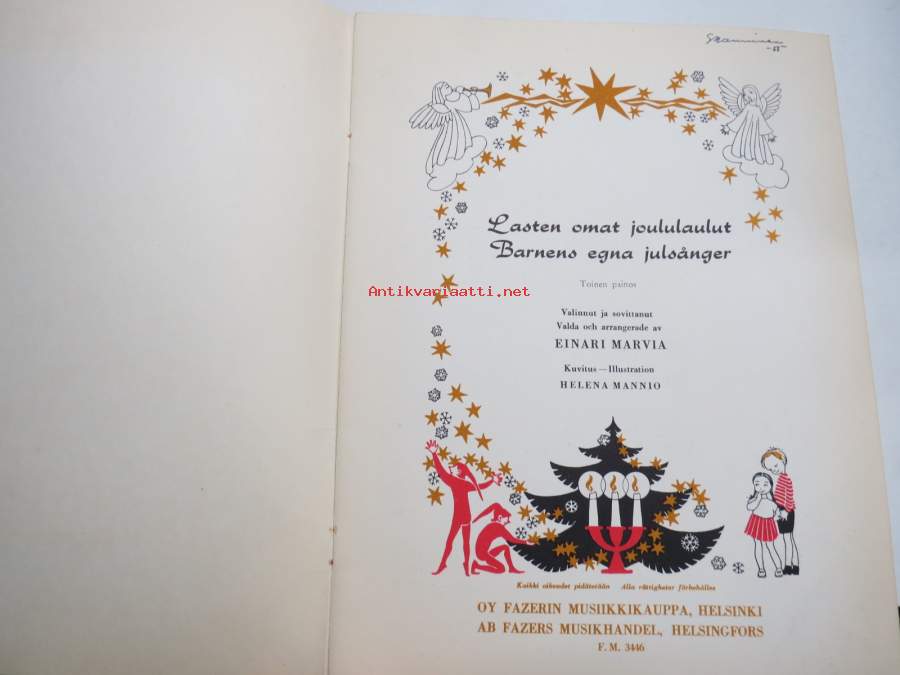 Lasten omat joululaulut
Barnens egna julsånger
Toinen painos
Antikvariaatti.net
Valinnut ja sovittanut
Valda och arrangerade av
EINARI MARVIA
Kuvitus — Illustration
HELENA MANNIO
Kaikki oikeudet pidätetään Alla rättigheter förbehålles
OY FAZERIN MUSIIKKIKAUPPA, HELSINKI
AB FAZERS MUSIKHANDEL, HELSINGFORS
F. M. 3446